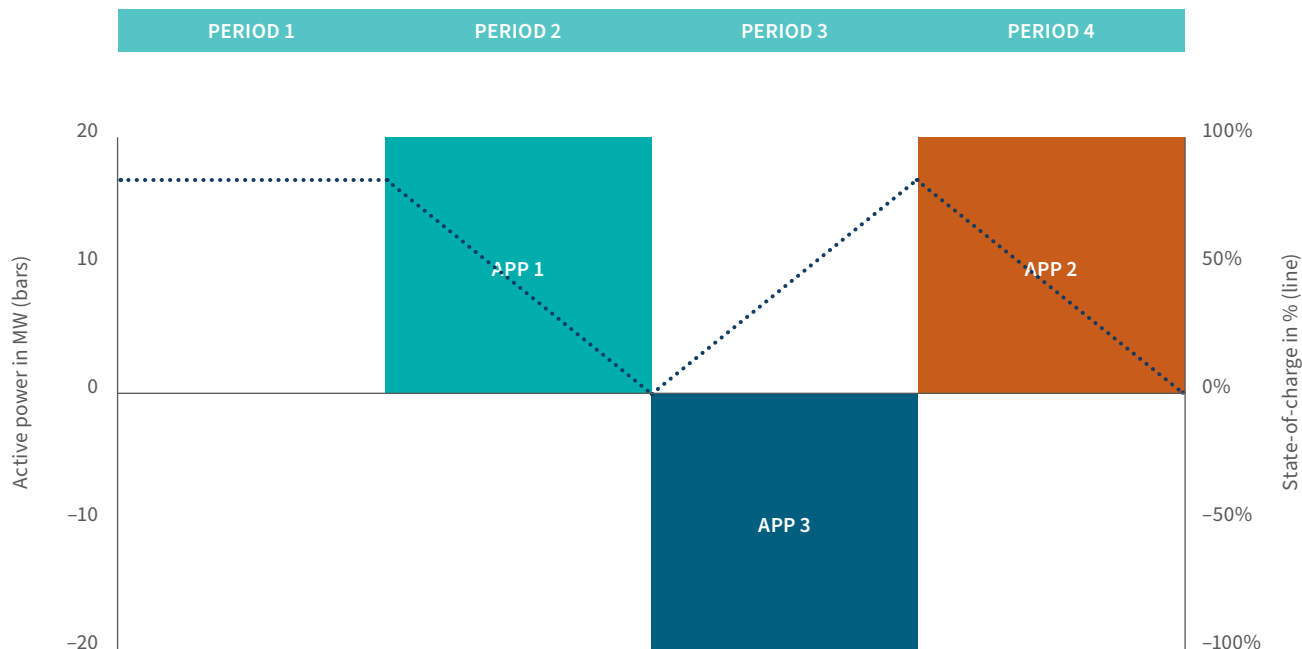 PERIOD 1 PERIOD 2 PERIOD 3 PERIOD 4
20 100%
10 50%
0 0%
–10 –50%
–20 –100%
Active power in MW (bars)
State-of-charge in % (line)
APP 1
APP 2
APP 3